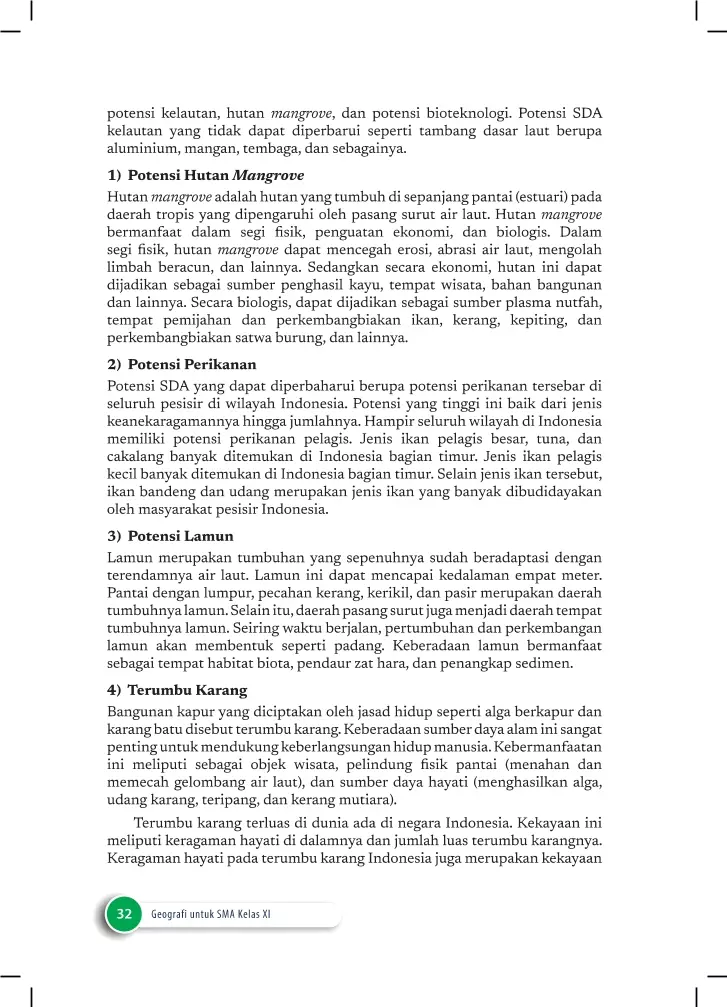 potensi kelautan, hutan mangrove, dan potensi bioteknologi. Potensi SDA
kelautan yang tidak dapat diperbarui seperti tambang dasar laut berupa
aluminium, mangan, tembaga, dan sebagainya.
1) Potensi Hutan Mangrove
Hutan mangrove adalah hutan yang tumbuh di sepanjang pantai (estuari) pada
daerah tropis yang dipengaruhi oleh pasang surut air laut. Hutan mangrove
bermanfaat dalam segi fisik, penguatan ekonomi, dan biologis. Dalam
segi fisik, hutan mangrove dapat mencegah erosi, abrasi air laut, mengolah
limbah beracun, dan lainnya. Sedangkan secara ekonomi, hutan ini dapat
dijadikan sebagai sumber penghasil kayu, tempat wisata, bahan bangunan
dan lainnya. Secara biologis, dapat dijadikan sebagai sumber plasma nutfah,
tempat pemijahan dan perkembangbiakan ikan, kerang, kepiting, dan
perkembangbiakan satwa burung, dan lainnya.
2) Potensi Perikanan
Potensi SDA yang dapat diperbaharui berupa potensi perikanan tersebar di
seluruh pesisir di wilayah Indonesia. Potensi yang tinggi ini baik dari jenis
keanekaragamannya hingga jumlahnya. Hampir seluruh wilayah di Indonesia
memiliki potensi perikanan pelagis. Jenis ikan pelagis besar, tuna, dan
cakalang banyak ditemukan di Indonesia bagian timur. Jenis ikan pelagis
kecil banyak ditemukan di Indonesia bagian timur. Selain jenis ikan tersebut,
ikan bandeng dan udang merupakan jenis ikan yang banyak dibudidayakan
oleh masyarakat pesisir Indonesia.
3) Potensi Lamun
Lamun merupakan tumbuhan yang sepenuhnya sudah beradaptasi dengan
terendamnya air laut. Lamun ini dapat mencapai kedalaman empat meter.
Pantai dengan lumpur, pecahan kerang, kerikil, dan pasir merupakan daerah
tumbuhnya lamun. Selain itu, daerah pasang surut juga menjadi daerah tempat
tumbuhnya lamun. Seiring waktu berjalan, pertumbuhan dan perkembangan
lamun akan membentuk seperti padang. Keberadaan lamun bermanfaat
sebagai tempat habitat biota, pendaur zat hara, dan penangkap sedimen.
4) Terumbu Karang
Bangunan kapur yang diciptakan oleh jasad hidup seperti alga berkapur dan
karang batu disebut terumbu karang. Keberadaan sumber daya alam ini sangat
penting untuk mendukung keberlangsungan hidup manusia. Kebermanfaatan
ini meliputi sebagai objek wisata, pelindung fisik pantai (menahan dan
memecah gelombang air laut), dan sumber daya hayati (menghasilkan alga,
udang karang, teripang, dan kerang mutiara).
Terumbu karang terluas di dunia ada di negara Indonesia. Kekayaan ini
meliputi keragaman hayati di dalamnya dan jumlah luas terumbu karangnya.
Keragaman hayati pada terumbu karang Indonesia juga merupakan kekayaan
32 Geografi untuk SMA Kelas XI